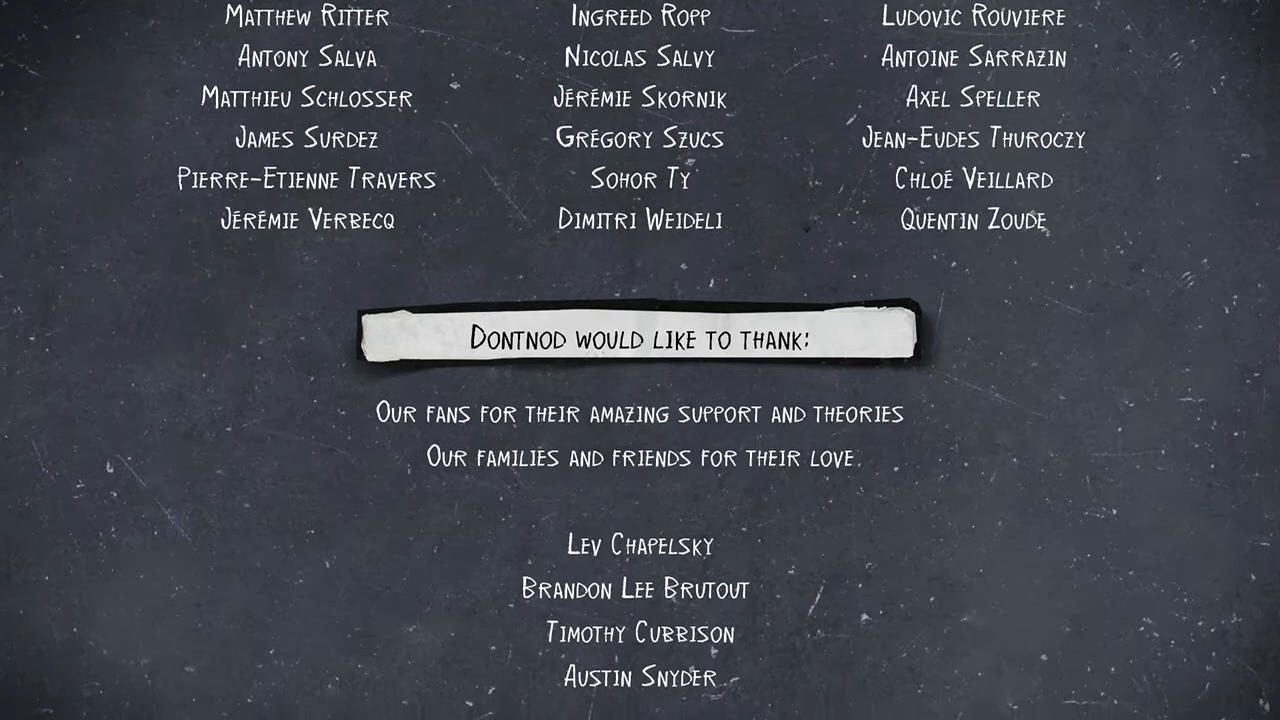 Matthew Ritter Ingreed Ropp Ludovic Rouviere
Antony Salva Nicolas Salvy Antoine Sarrazin
Matthieu Schlosser Jérémie Skornik Axel Speller
James Surdez Grégory Szucs Jean-Eudes Thuroczy
Pierre-Etienne Travers Sohor Ty Chloé Veillard
Jérémie Verbecq Dimitri Weideli Quentin Zoude
Dontnod would like to thank:
Our fans for their amazing support and theories
Our families and friends for their love
Lev Chapelsky
Brandon Lee Brutout
Timothy Cubbison
Austin Snyder